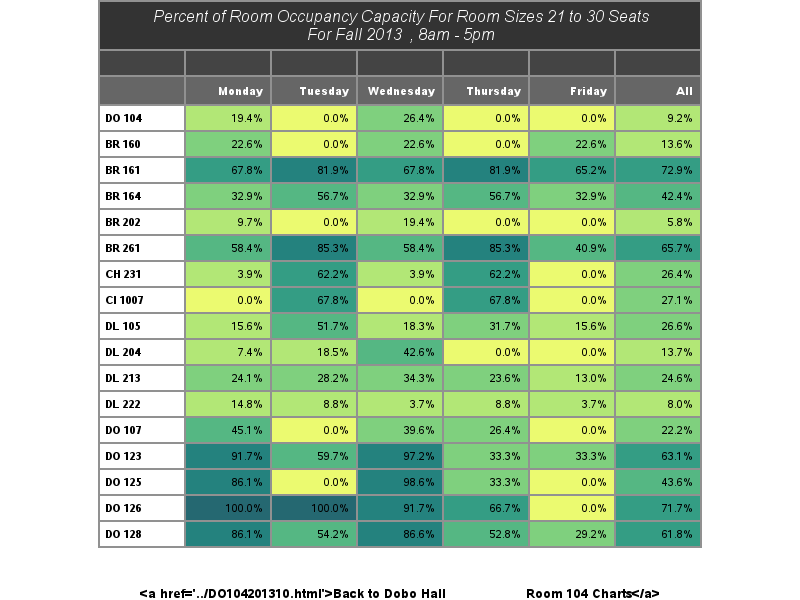 Percent of Room Occupancy Capacity For Room Sizes 21 to 30 Seats
For Fall 2013 , 8am - 5pm
Monday Tuesday Wednesday Thursday Friday All
DO 104 19.4% 0.0% 26.4% 0.0% 0.0% 9.2%
BR 160 22.6% 0.0% 22.6% 0.0% 22.6% 13.6%
BR 161 67.8% 81.9% 67.8% 81.9% 65.2% 72.9%
BR 164 32.9% 56.7% 32.9% 56.7% 32.9% 42.4%
BR 202 9.7% 0.0% 19.4% 0.0% 0.0% 5.8%
BR 261 58.4% 85.3% 58.4% 85.3% 40.9% 65.7%
CH 231 3.9% 62.2% 3.9% 62.2% 0.0% 26.4%
CI 1007 0.0% 67.8% 0.0% 67.8% 0.0% 27.1%
DL 105 15.6% 51.7% 18.3% 31.7% 15.6% 26.6%
DL 204 7.4% 18.5% 42.6% 0.0% 0.0% 13.7%
DL 213 24.1% 28.2% 34.3% 23.6% 13.0% 24.6%
DL 222 14.8% 8.8% 3.7% 8.8% 3.7% 8.0%
DO 107 45.1% 0.0% 39.6% 26.4% 0.0% 22.2%
DO 123 91.7% 59.7% 97.2% 33.3% 33.3% 63.1%
DO 125 86.1% 0.0% 98.6% 33.3% 0.0% 43.6%
DO 126 100.0% 100.0% 91.7% 66.7% 0.0% 71.7%
DO 128 86.1% 54.2% 86.6% 52.8% 29.2% 61.8%
<a href='../DO104201310.html'>Back to Dobo Hall Room 104 Charts</a>